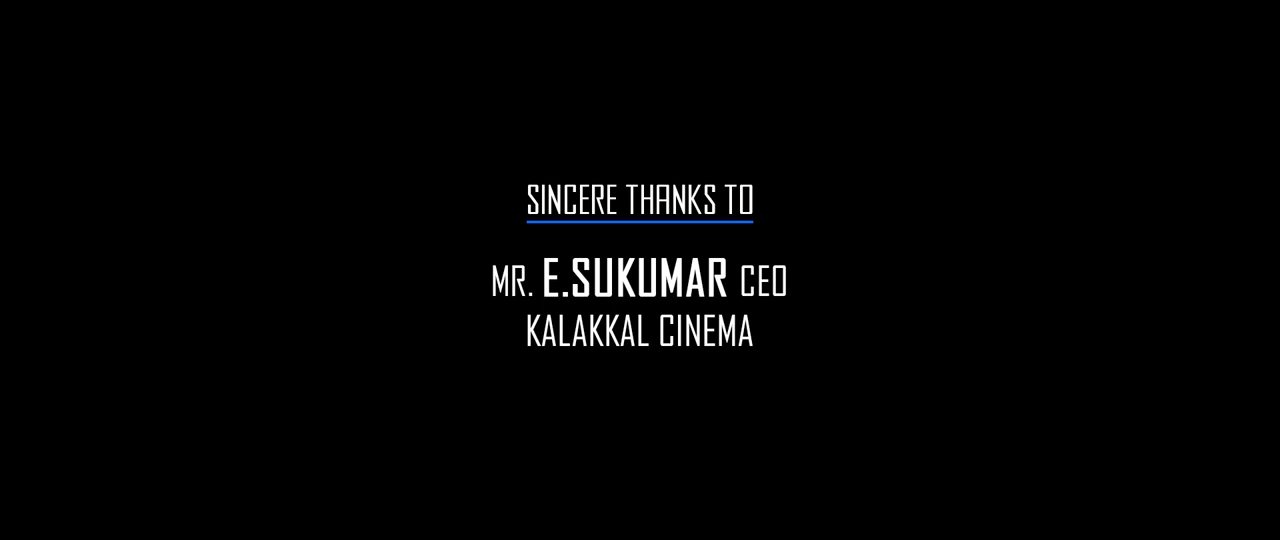 SINCERE THANKS TO
MR. E.SUKUMAR CEO
KALAKKAL CINEMA